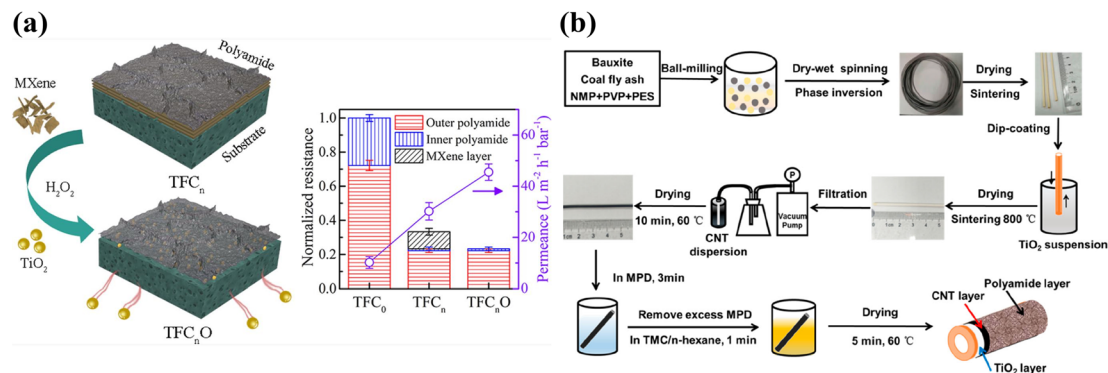 (a)
Polyamide
MXene
Substrate
TFCn
H2O2
TiO2
TFCnO
Normalized resistance
1.0
0.8
0.6
0.4
0.2
0.0
Outer polyamide
Inner polyamide
MXene layer
60
45
30
15
0
Permeance (L m⁻² h⁻¹ bar⁻¹)
TFC0
TFCn
TFCnO
(b)
Bauxite
Coal fly ash
NMP+PVP+PES
Ball-milling
Dry-wet spinning
Phase inversion
Drying
Sintering
Dip-coating
TiO2 suspension
Drying
Sintering 800 ℃
Filtration
P
Vacuum
Pump
CNT
dispersion
Drying
10 min, 60 ℃
In MPD, 3min
Remove excess MPD
In TMC/n-hexane, 1 min
Drying
5 min, 60 ℃
Polyamide layer
CNT layer
TiO2 layer